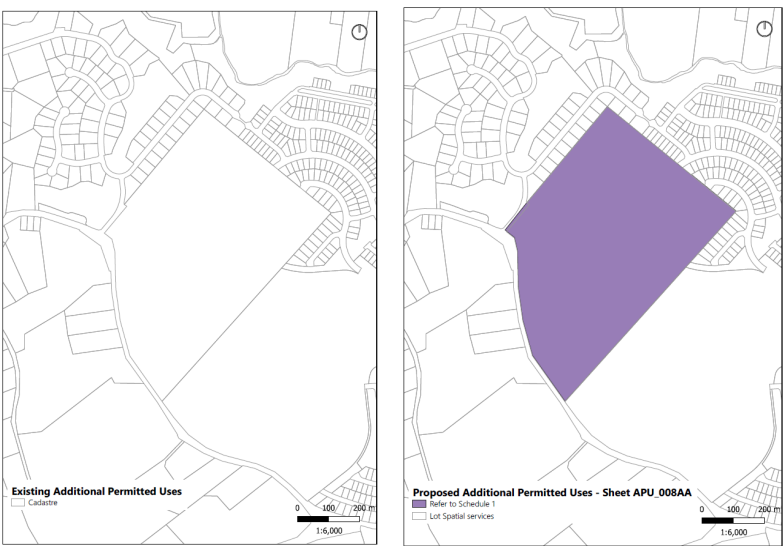 Existing Additional Permitted Uses
Cadastre
0 100 200 m
1:6,000
Proposed Additional Permitted Uses - Sheet APU_008AA
Refer to Schedule 1
Lot Spatial services
0 100 200 m
1:6,000